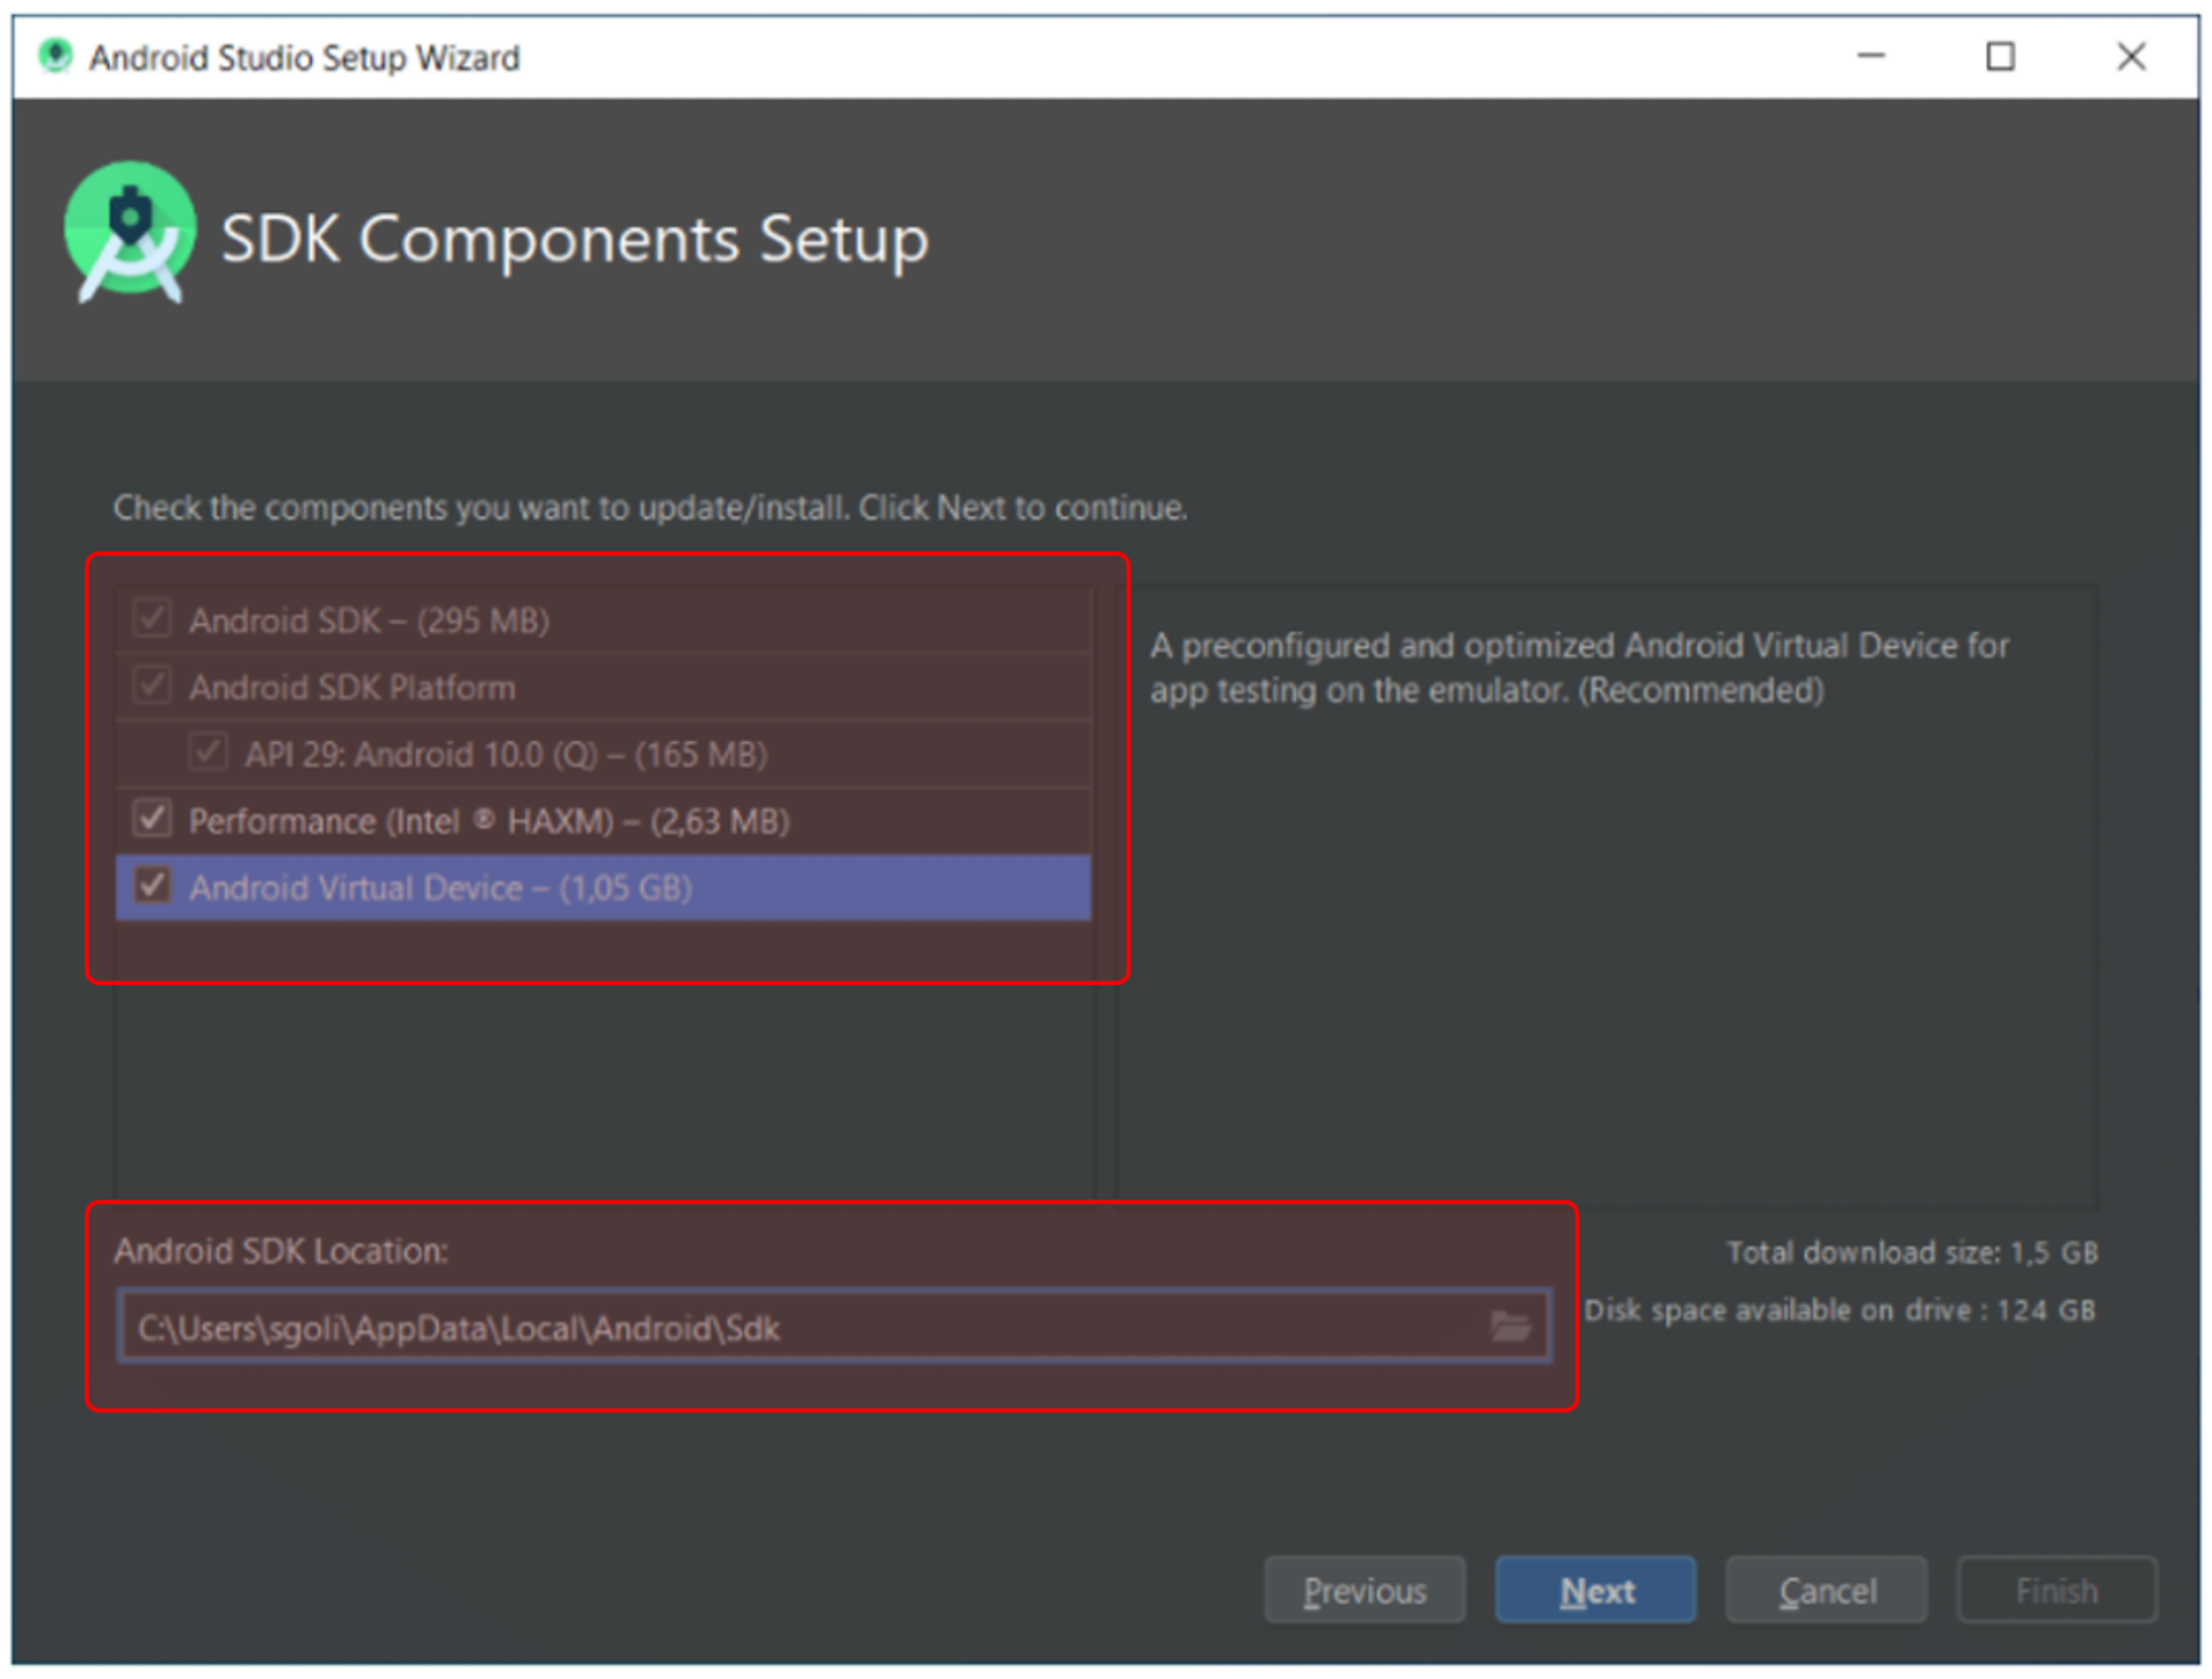 Android Studio Setup Wizard
SDK Components Setup
Check the components you want to update/install. Click Next to continue.
Android SDK – (295 MB)
Android SDK Platform
API 29: Android 10.0 (Q) – (165 MB)
Performance (Intel ® HAXM) – (2,63 MB)
Android Virtual Device – (1,05 GB)
A preconfigured and optimized Android Virtual Device for
app testing on the emulator. (Recommended)
Android SDK Location:
C:\Users\sgoli\AppData\Local\Android\Sdk
Total download size: 1,5 GB
Disk space available on drive : 124 GB
Previous
Next
Cancel
Finish